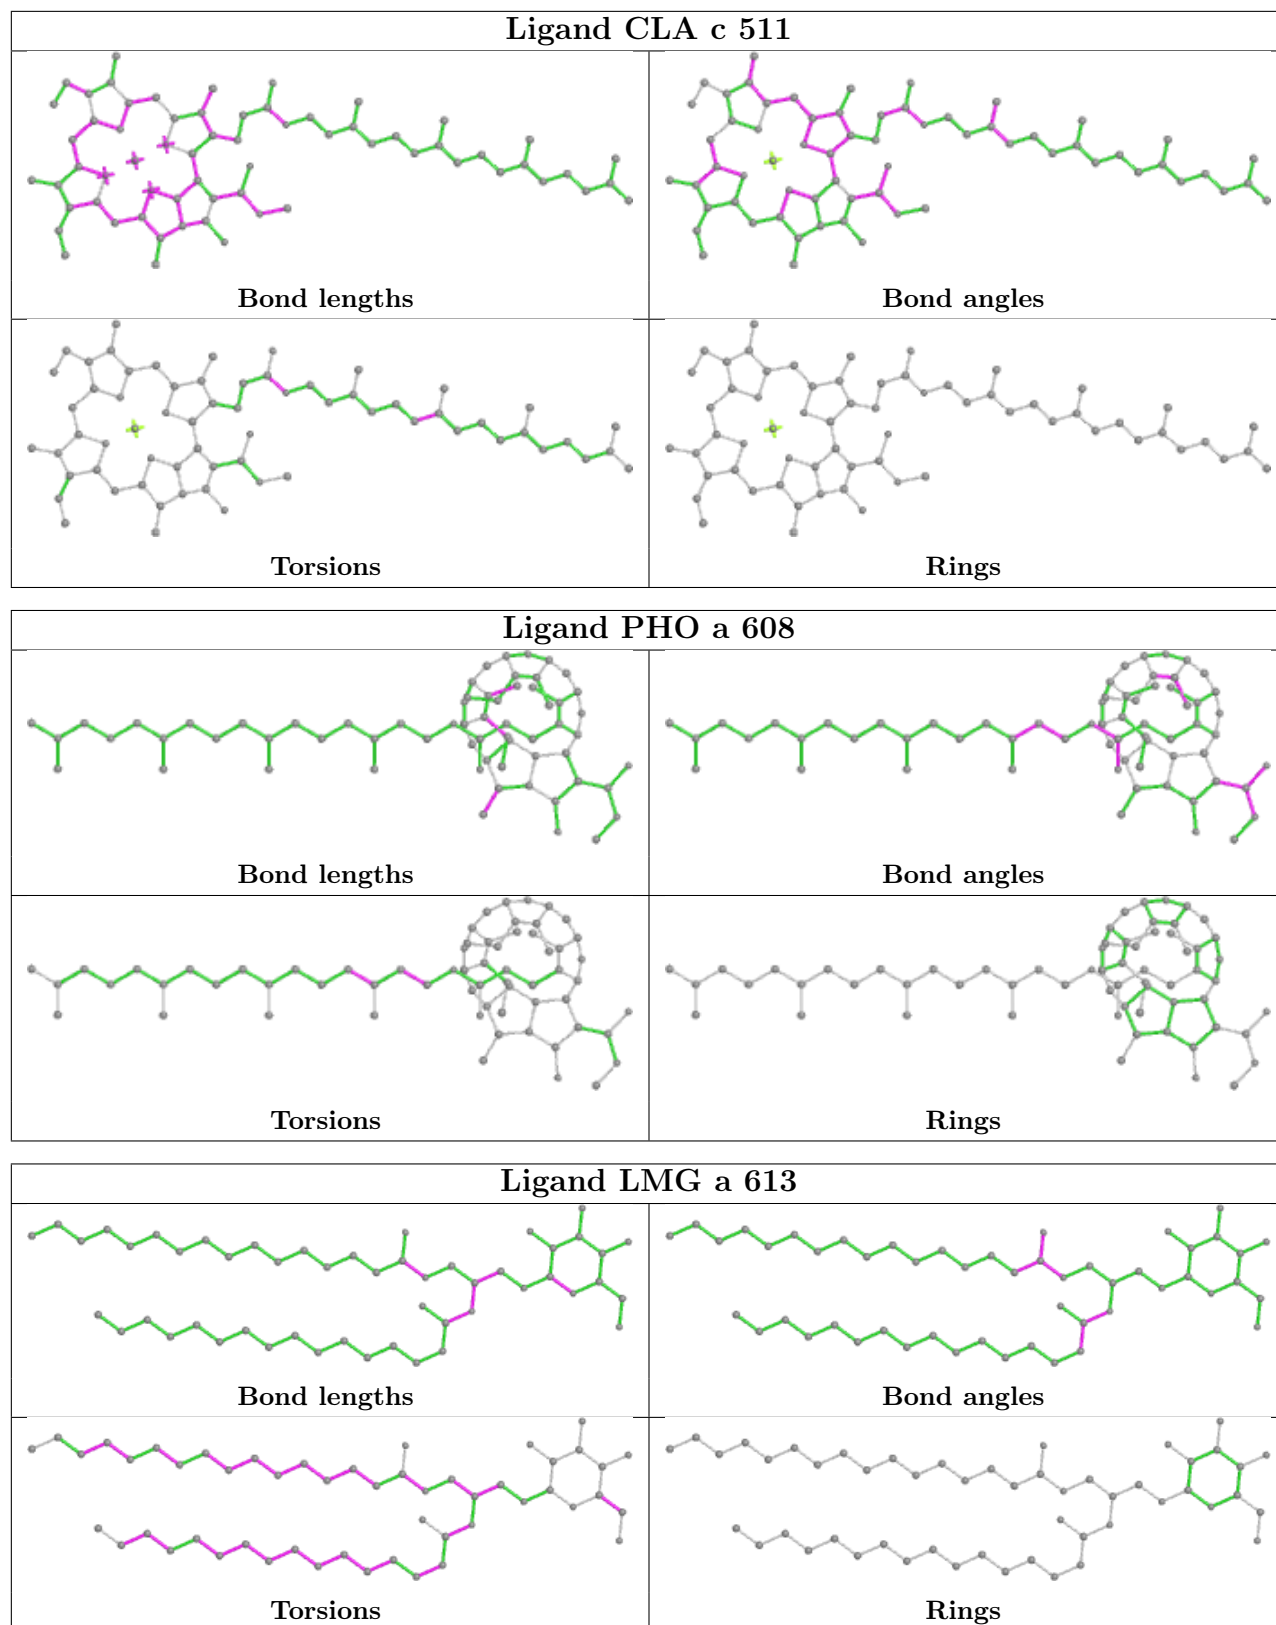 Ligand CLA c 511
Bond lengths
Bond angles
Torsions
Rings
Ligand PHO a 608
Bond lengths
Bond angles
Torsions
Rings
Ligand LMG a 613
Bond lengths
Bond angles
Torsions
Rings